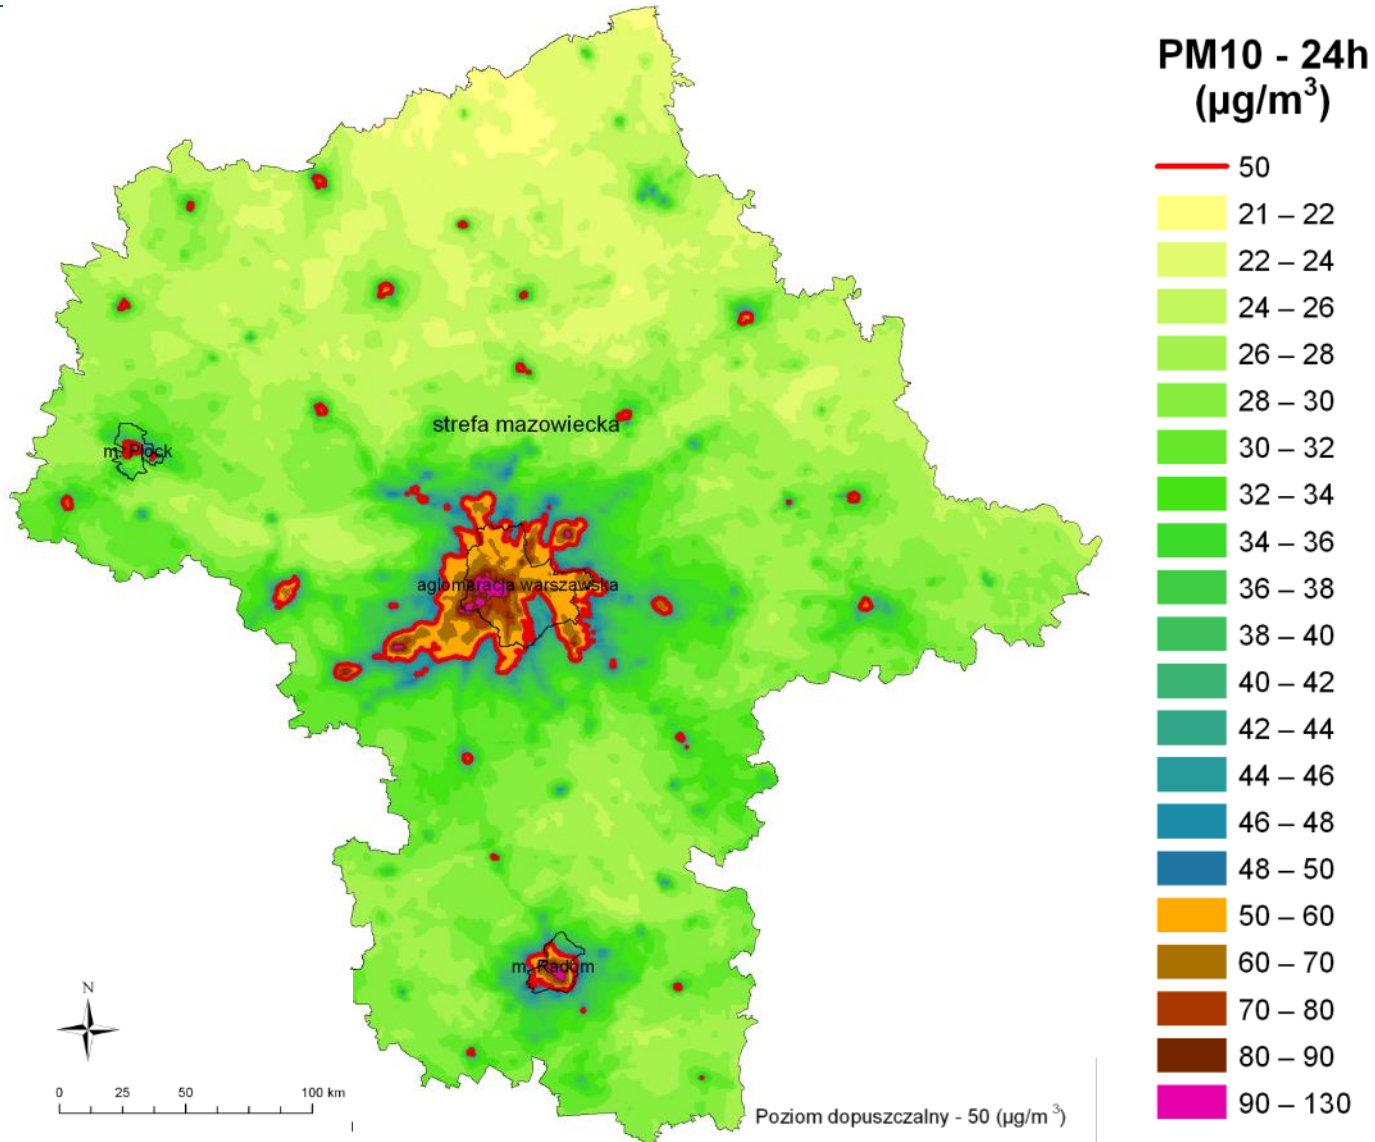 PM10 - 24h
(µg/m³)
50
21 – 22
22 – 24
24 – 26
26 – 28
28 – 30
30 – 32
32 – 34
34 – 36
36 – 38
38 – 40
40 – 42
42 – 44
44 – 46
46 – 48
48 – 50
50 – 60
60 – 70
70 – 80
80 – 90
90 – 130
strefa mazowiecka
m. Płock
aglomaracja warszawska
m. Radom
N
0 25 50 100 km
Poziom dopuszczalny - 50 (µg/m³)